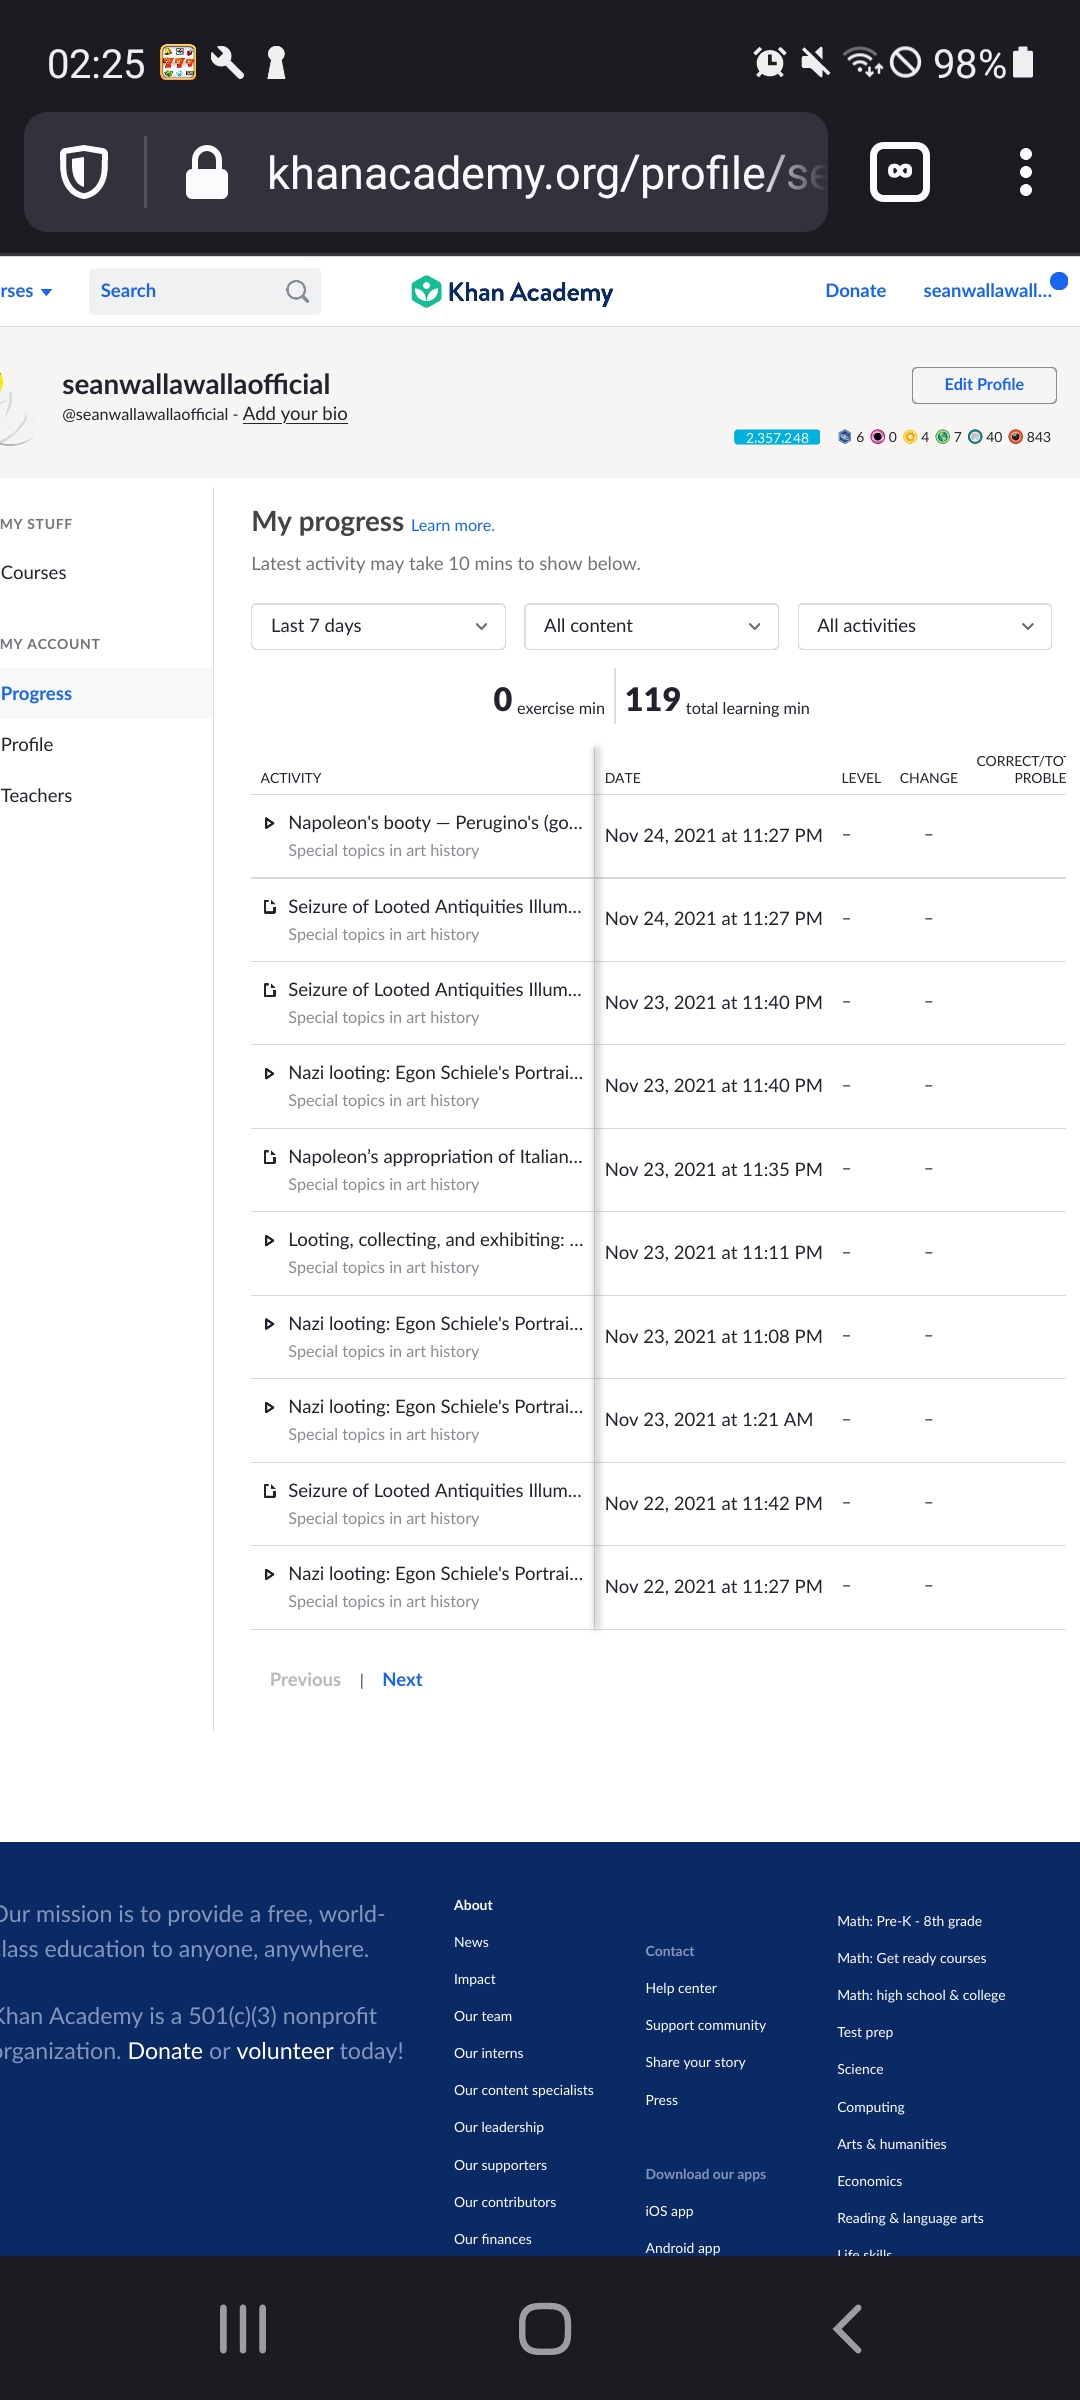 02:25
98%
khanacademy.org/profile/se
rses
Search
Khan Academy
Donate
seanwallawall...
seanwallawallaofficial
@seanwallawallaofficial - Add your bio
Edit Profile
2,357,248 6 0 4 7 40 843
MY STUFF
Courses
MY ACCOUNT
Progress
Profile
Teachers
My progress Learn more.
Latest activity may take 10 mins to show below.
Last 7 days All content All activities
0 exercise min 119 total learning min
CORRECT/TOT
ACTIVITY DATE LEVEL CHANGE PROBLE
Napoleon's booty — Perugino's (go... Nov 24, 2021 at 11:27 PM – –
Special topics in art history
Seizure of Looted Antiquities Illum... Nov 24, 2021 at 11:27 PM – –
Special topics in art history
Seizure of Looted Antiquities Illum... Nov 23, 2021 at 11:40 PM – –
Special topics in art history
Nazi looting: Egon Schiele's Portrai... Nov 23, 2021 at 11:40 PM – –
Special topics in art history
Napoleon’s appropriation of Italian... Nov 23, 2021 at 11:35 PM – –
Special topics in art history
Looting, collecting, and exhibiting: ... Nov 23, 2021 at 11:11 PM – –
Special topics in art history
Nazi looting: Egon Schiele's Portrai... Nov 23, 2021 at 11:08 PM – –
Special topics in art history
Nazi looting: Egon Schiele's Portrai... Nov 23, 2021 at 1:21 AM – –
Special topics in art history
Seizure of Looted Antiquities Illum... Nov 22, 2021 at 11:42 PM – –
Special topics in art history
Nazi looting: Egon Schiele's Portrai... Nov 22, 2021 at 11:27 PM – –
Special topics in art history
Previous | Next
Our mission is to provide a free, world-
class education to anyone, anywhere.
Khan Academy is a 501(c)(3) nonprofit
organization. Donate or volunteer today!
About
News
Impact
Our team
Our interns
Our content specialists
Our leadership
Our supporters
Our contributors
Our finances
Contact
Help center
Support community
Share your story
Press
Download our apps
iOS app
Android app
Math: Pre-K - 8th grade
Math: Get ready courses
Math: high school & college
Test prep
Science
Computing
Arts & humanities
Economics
Reading & language arts
Life skills